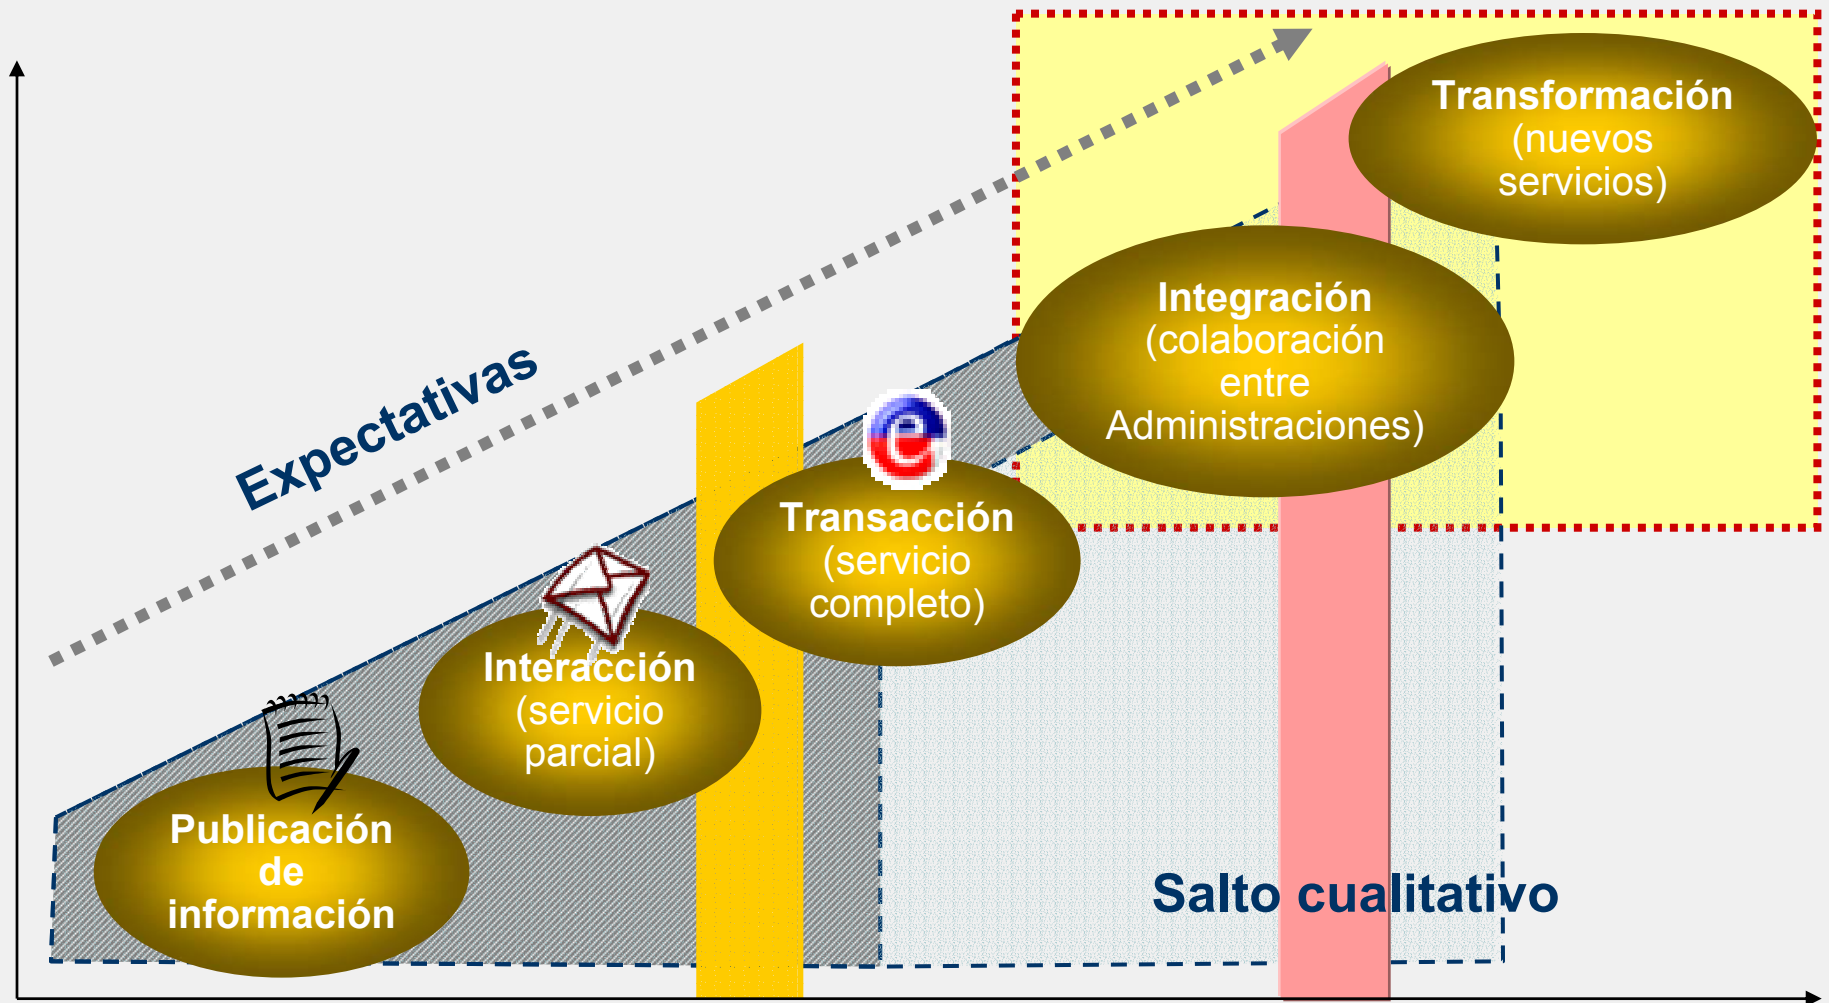 Transformación
(nuevos
servicios)
Integración
(colaboración
entre
Administraciones)
Expectativas
Transacción
(servicio
completo)
Interacción
(servicio
parcial)
Publicación
de
información
Salto cualitativo